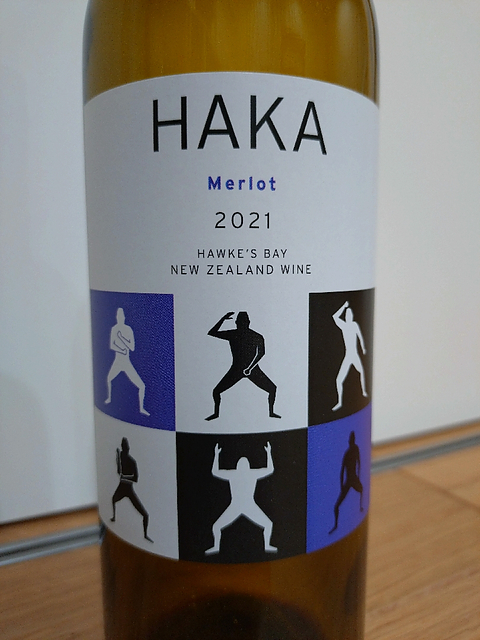 HAKA
Merlot
2021
HAWKE'S BAY
NEW ZEALAND WINE